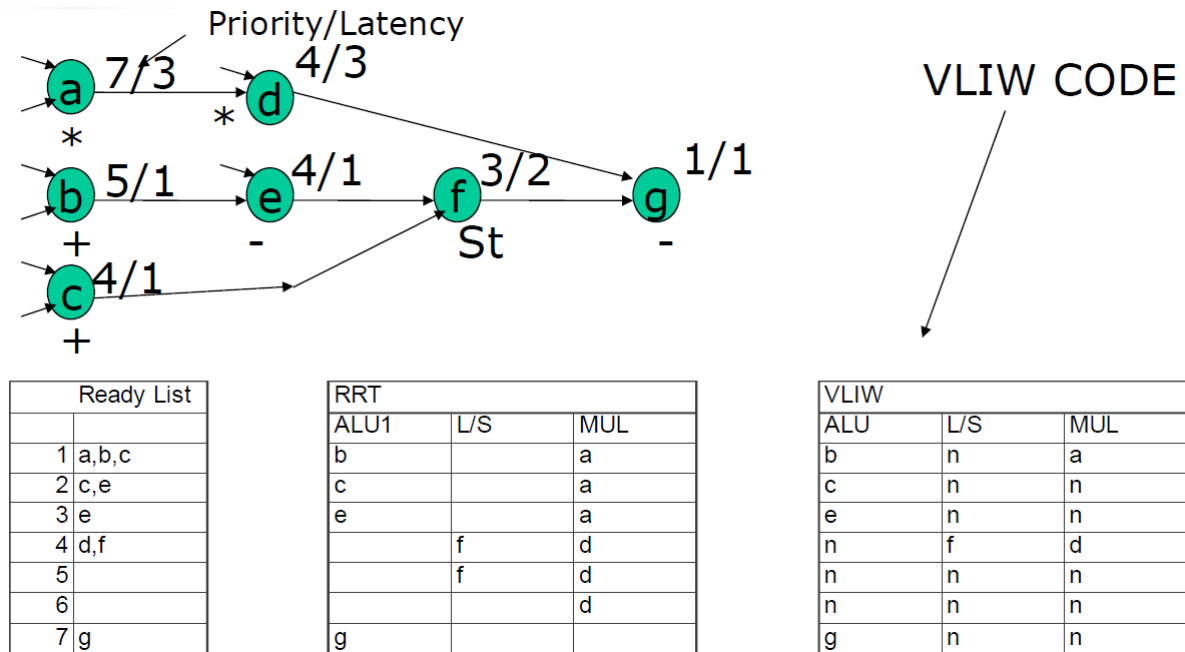 Priority/Latency
a 7/3 d 4/3
* *
VLIW CODE
b 5/1 e 4/1 f 3/2 g 1/1
+ - St -
c 4/1
+
Ready List
1 a,b,c
2 c,e
3 e
4 d,f
5
6
7 g
RRT
ALU1 L/S MUL
b a
c a
e a
f d
f d
d
g
VLIW
ALU L/S MUL
b n a
c n n
e n n
n f d
n n n
n n n
g n n